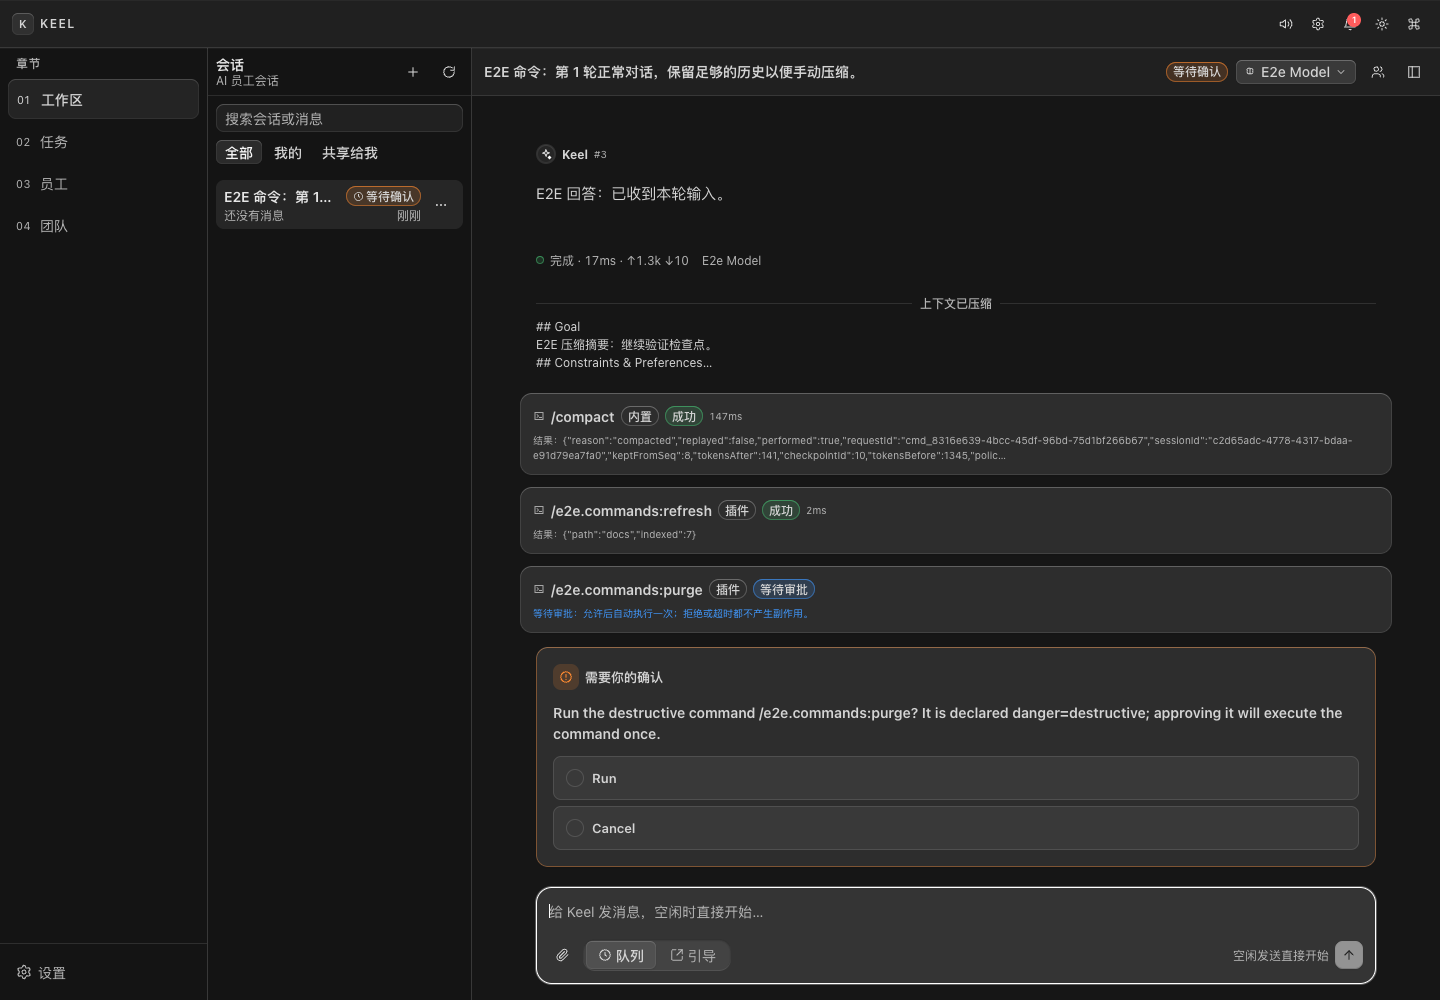 K KEEL
1
章节
01 工作区
02 任务
03 员工
04 团队
设置
会话
AI 员工会话
搜索会话或消息
全部 我的 共享给我
E2E 命令：第 1... 等待确认 ...
还没有消息 刚刚
E2E 命令：第 1 轮正常对话，保留足够的历史以便手动压缩。
等待确认 E2e Model
Keel #3
E2E 回答：已收到本轮输入。
完成 · 17ms · ↑1.3k ↓10 E2e Model
上下文已压缩
## Goal
E2E 压缩摘要：继续验证检查点。
## Constraints & Preferences...
/compact 内置 成功 147ms
结果：{"reason":"compacted","replayed":false,"performed":true,"requestId":"cmd_8316e639-4bcc-45df-96bd-75d1bf266b67","sessionId":"c2d65adc-4778-4317-bdaa-
e91d79ea7fa0","keptFromSeq":8,"tokensAfter":141,"checkpointId":10,"tokensBefore":1345,"polic...
/e2e.commands:refresh 插件 成功 2ms
结果：{"path":"docs","indexed":7}
/e2e.commands:purge 插件 等待审批
等待审批：允许后自动执行一次；拒绝或超时都不产生副作用。
需要你的确认
Run the destructive command /e2e.commands:purge? It is declared danger=destructive; approving it will execute the
command once.
Run
Cancel
给 Keel 发消息，空闲时直接开始...
队列 引导
空闲发送直接开始